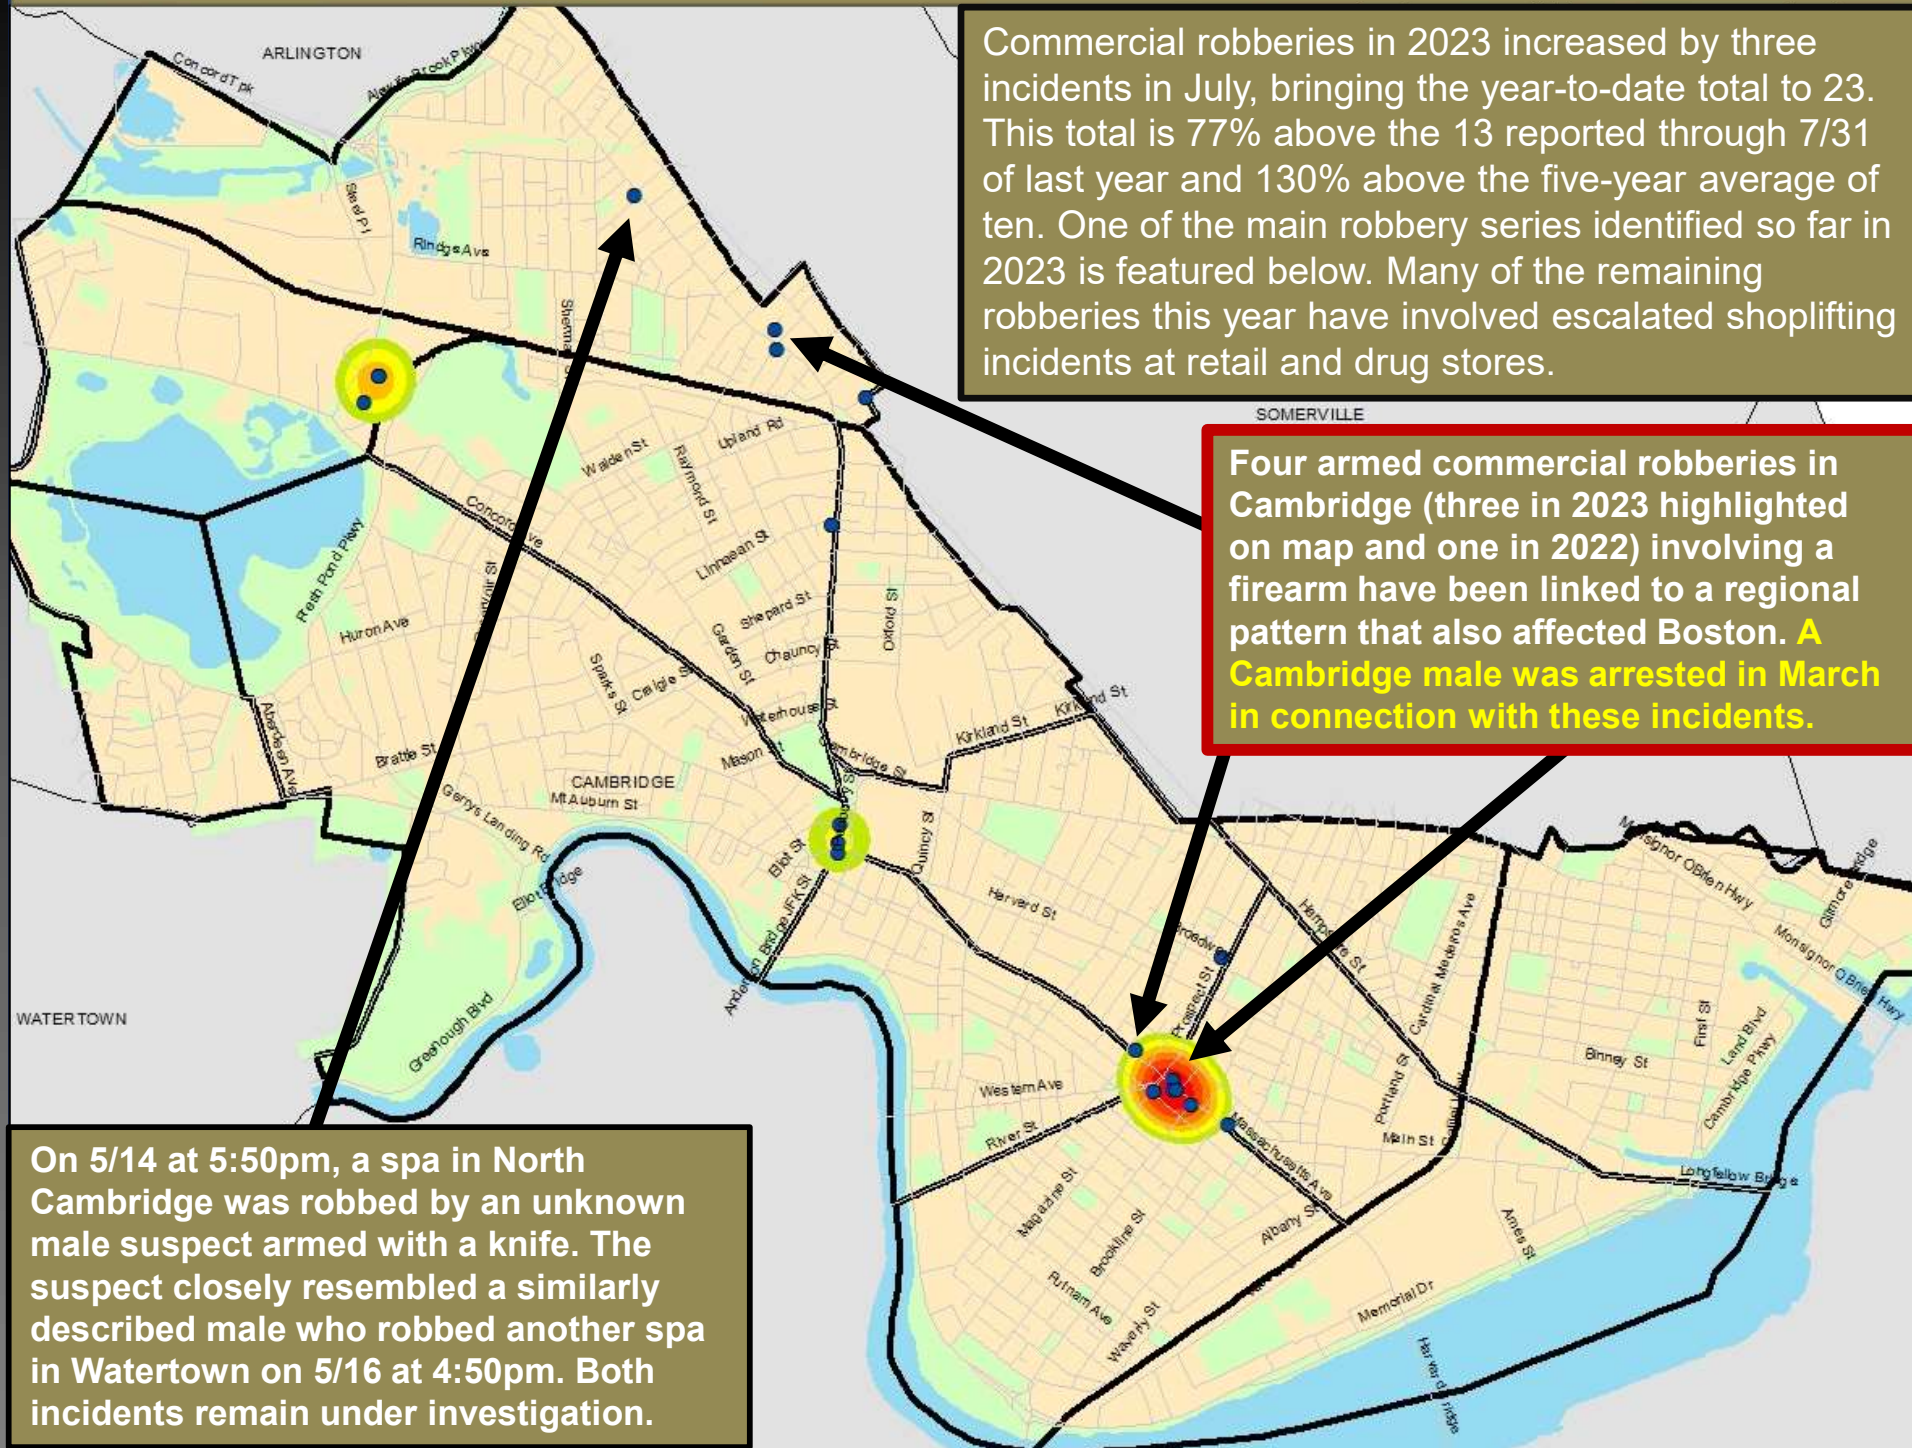 Commercial robberies in 2023 increased by three
incidents in July, bringing the year-to-date total to 23.
This total is 77% above the 13 reported through 7/31
of last year and 130% above the five-year average of
ten. One of the main robbery series identified so far in
2023 is featured below. Many of the remaining
robberies this year have involved escalated shoplifting
incidents at retail and drug stores.
ARLINGTON
Concord Tpk
Alewife Brook Pkwy
Steel Pl
Rindge Ave
SOMERVILLE
Four armed commercial robberies in
Cambridge (three in 2023 highlighted
on map and one in 2022) involving a
firearm have been linked to a regional
pattern that also affected Boston. A
Cambridge male was arrested in March
in connection with these incidents.
Upland Rd
Walden St
Raymond St
Concord Ave
Linnaean St
Fresh Pond Pkwy
Huron Ave
Shepard St
Garden St
Chauncy St
Oxford St
Sparks St
Craigie St
Waterhouse St
Kirkland St
Kirkland St
Aberdeen Ave
Brattle St
Mason St
Cambridge St
CAMBRIDGE
Mt Auburn St
Gerrys Landing Rd
Eliot St
Quincy St
Eliot Bridge
JFK St
Anderson Bridge
Harvard St
Broadway
Prospect St
Hampshire St
Cardinal Medeiros Ave
Monsignor OBrien Hwy
Gilmore Bridge
Monsignor OBrien Hwy
WATERTOWN
Greenough Blvd
First St
Land Blvd
Cambridge Pkwy
Binney St
Portland St
Western Ave
River St
Massachusetts Ave
Main St
Longfellow Bridge
Magazine St
Brookline St
Albany St
Ames St
Putnam Ave
Waverly St
Memorial Dr
Harvard Bridge
On 5/14 at 5:50pm, a spa in North
Cambridge was robbed by an unknown
male suspect armed with a knife. The
suspect closely resembled a similarly
described male who robbed another spa
in Watertown on 5/16 at 4:50pm. Both
incidents remain under investigation.